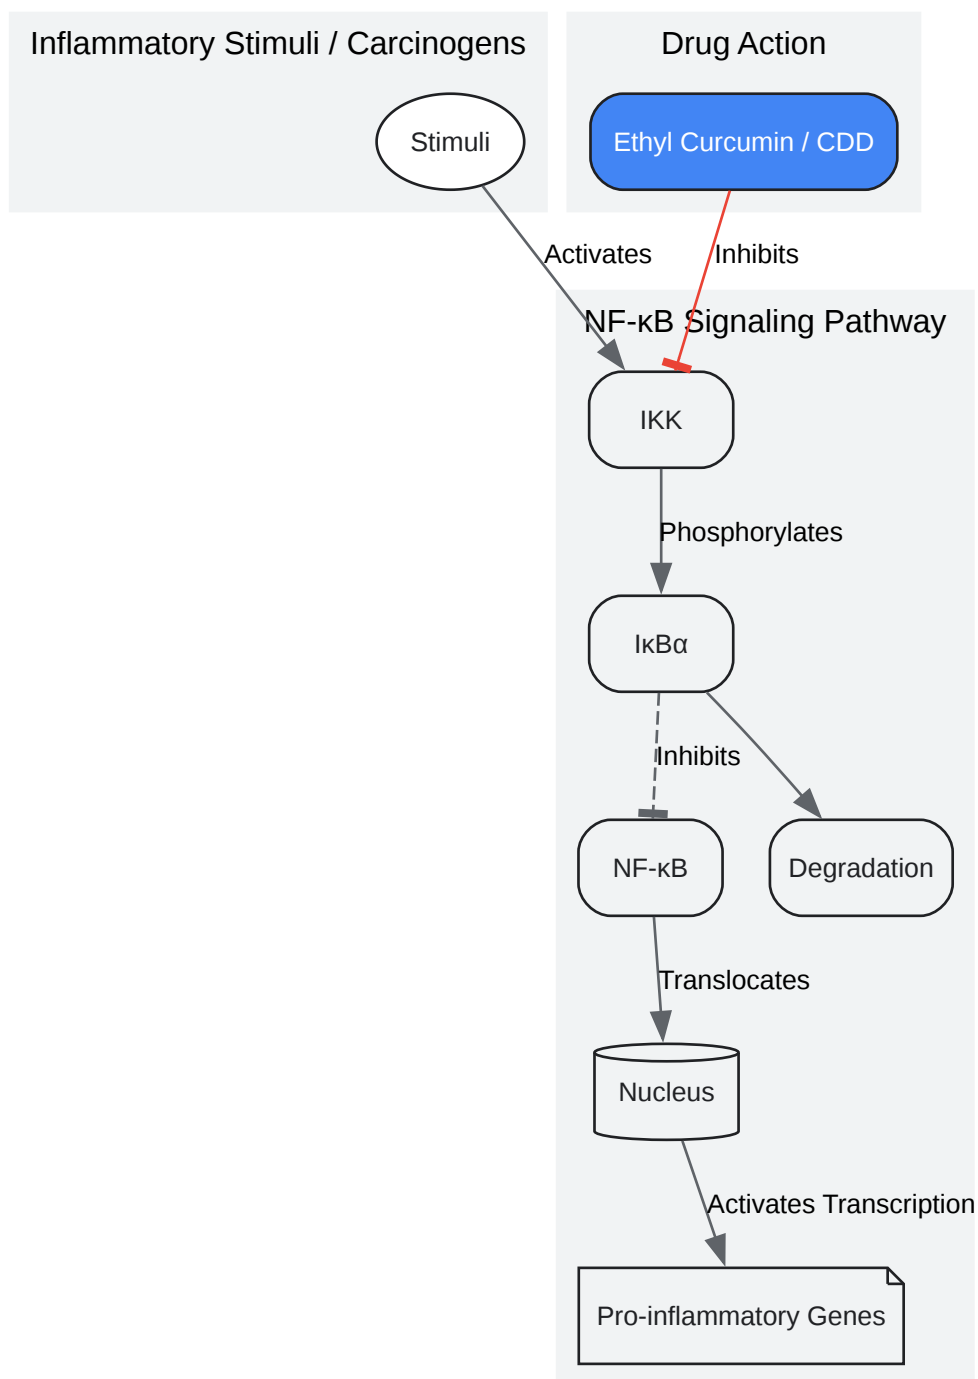 Inflammatory Stimuli / Carcinogens
Drug Action
Stimuli
Ethyl Curcumin / CDD
Activates
Inhibits
NF-κB Signaling Pathway
IKK
Phosphorylates
IκBα
Inhibits
NF-κB
Degradation
Translocates
Nucleus
Activates Transcription
Pro-inflammatory Genes